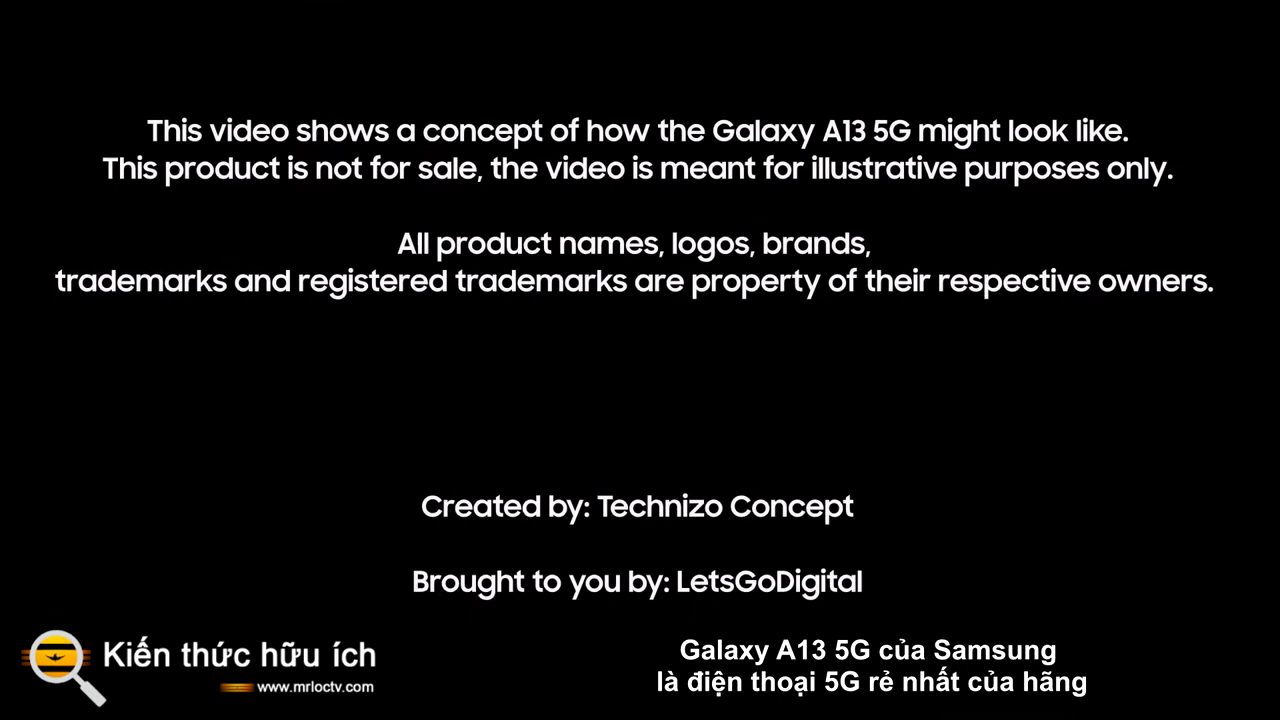 This video shows a concept of how the Galaxy A13 5G might look like.
This product is not for sale, the video is meant for illustrative purposes only.
All product names, logos, brands,
trademarks and registered trademarks are property of their respective owners.
Created by: Technizo Concept
Brought to you by: LetsGoDigital
Kiến thức hữu ích
www.mrloctv.com
Galaxy A13 5G của Samsung
là điện thoại 5G rẻ nhất của hãng